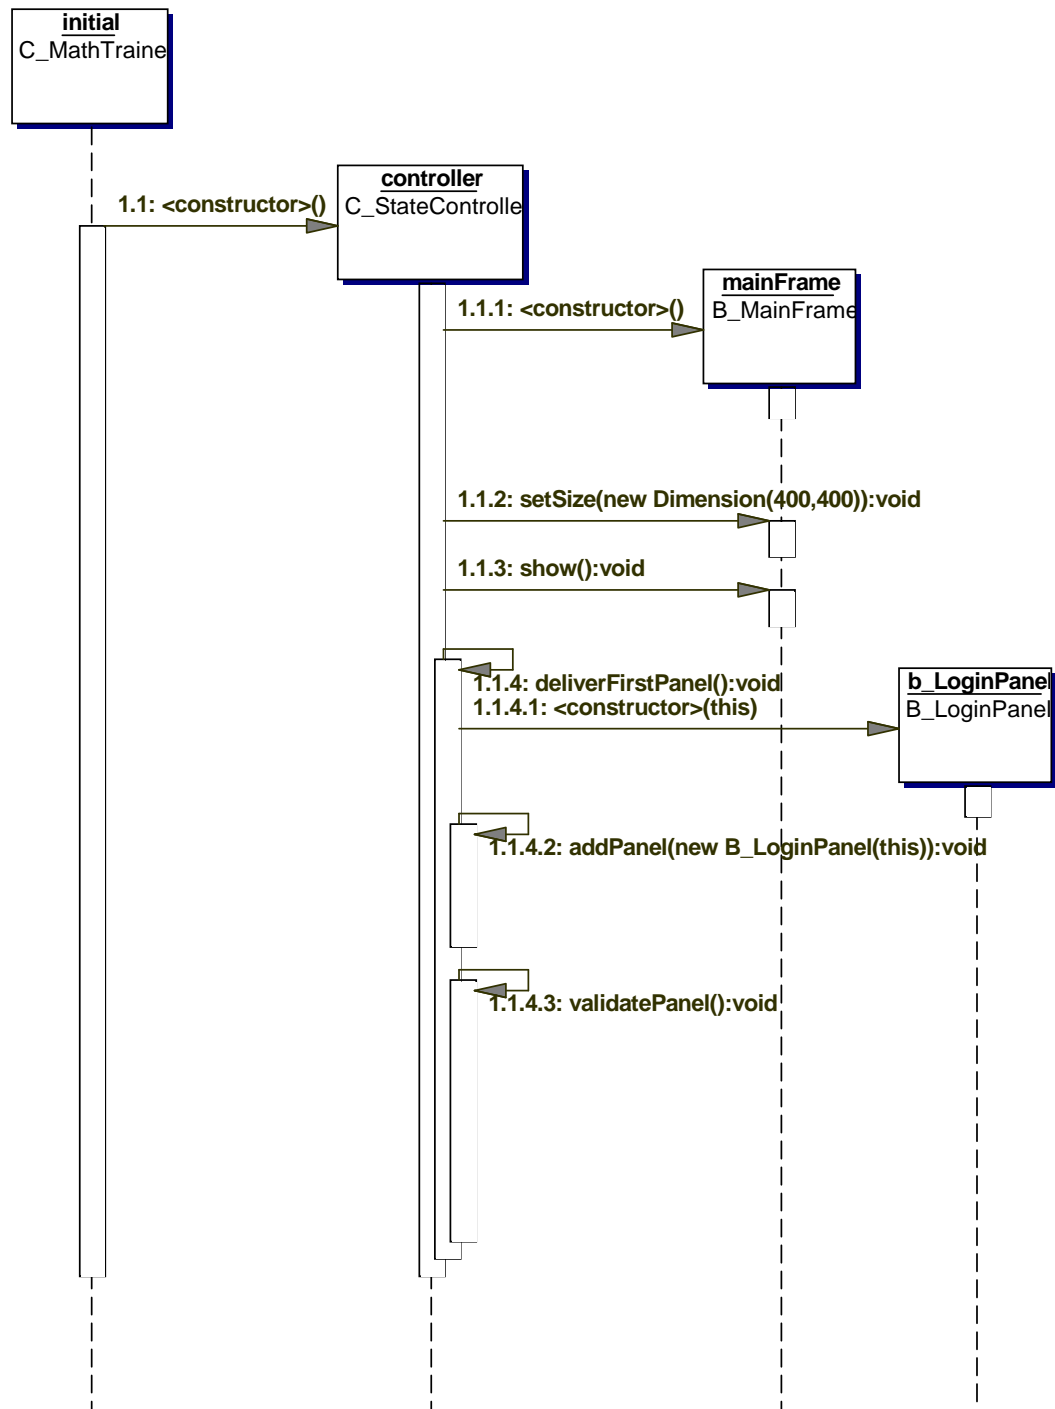 initial
C_MathTraine
controller
C_StateControlle
1.1: <constructor>()
mainFrame
B_MainFrame
1.1.1: <constructor>()
1.1.2: setSize(new Dimension(400,400)):void
1.1.3: show():void
1.1.4: deliverFirstPanel():void
b_LoginPanel
B_LoginPanel
1.1.4.1: <constructor>(this)
1.1.4.2: addPanel(new B_LoginPanel(this)):void
1.1.4.3: validatePanel():void